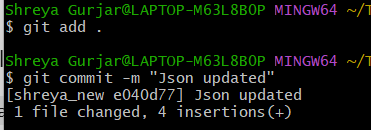 Shreya Gurjar@LAPTOP-M63L8B0P MINGW64 ~/
$ git add .
Shreya Gurjar@LAPTOP-M63L8B0P MINGW64 ~/
$ git commit -m "Json updated"
[shreya_new e040d77] Json updated
1 file changed, 4 insertions(+)